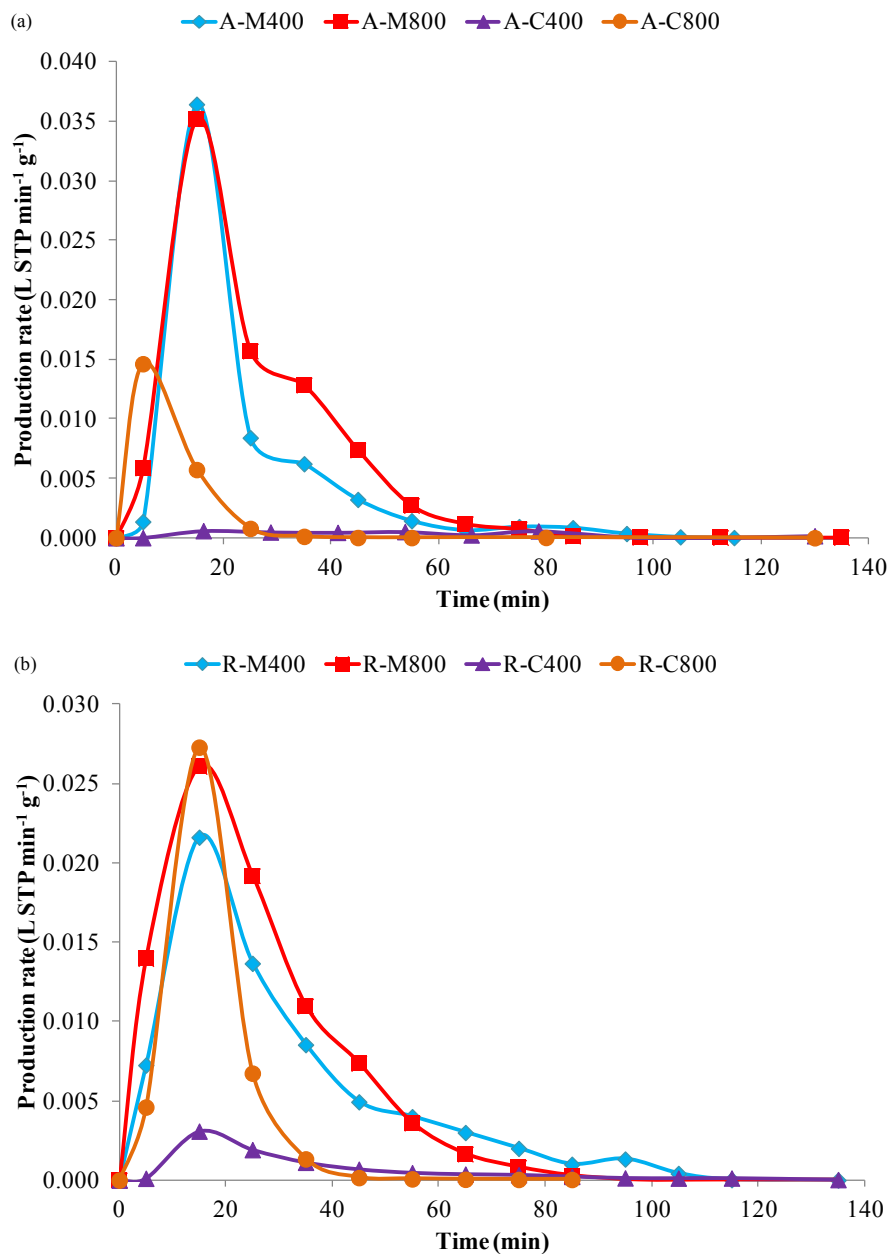 (a)
A-M400 A-M800 A-C400 A-C800
0.040
0.035
0.030
0.025
0.020
0.015
0.010
0.005
0.000
Production rate (L STP min⁻¹ g⁻¹)
0 20 40 60 80 100 120 140
Time (min)
(b)
R-M400 R-M800 R-C400 R-C800
0.030
0.025
0.020
0.015
0.010
0.005
0.000
Production rate (L STP min⁻¹ g⁻¹)
0 20 40 60 80 100 120 140
Time (min)